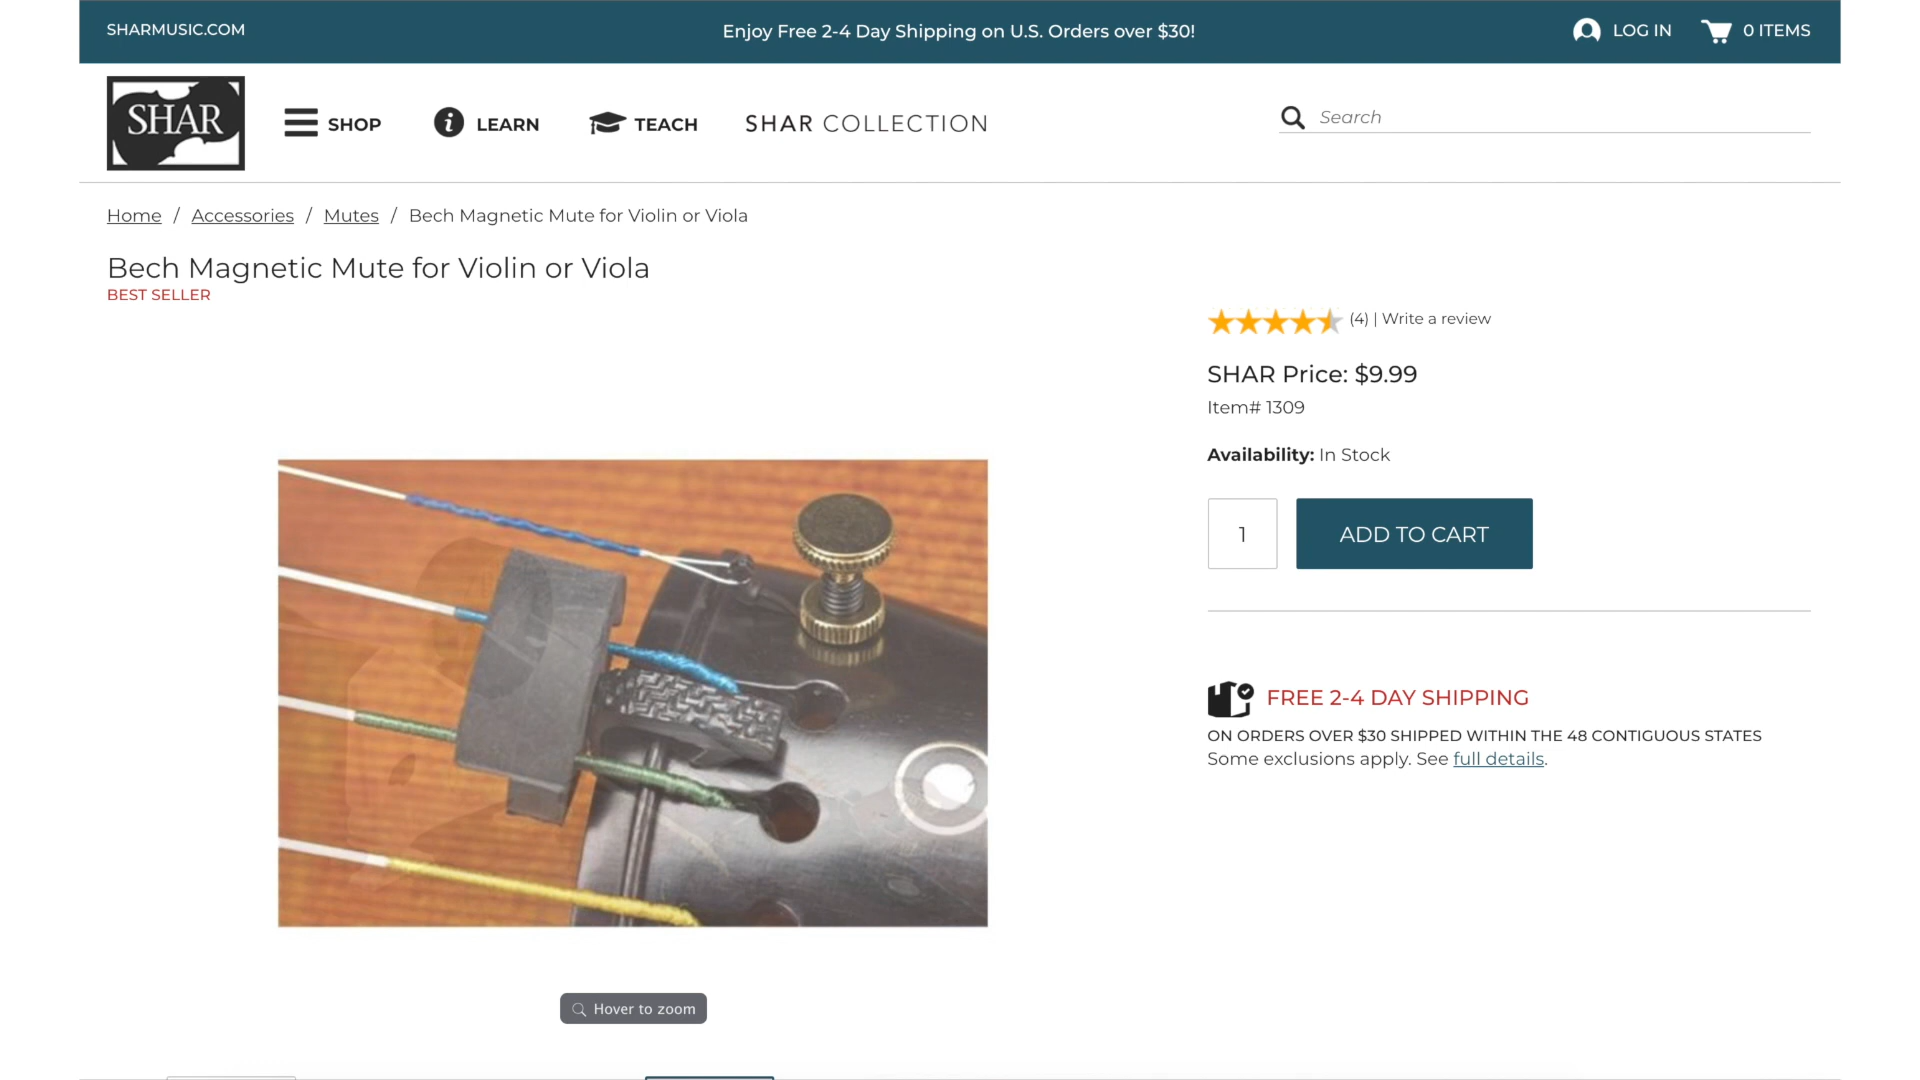 SHARMUSIC.COM
Enjoy Free 2-4 Day Shipping on U.S. Orders over $30!
LOG IN
0 ITEMS
SHAR
SHOP
LEARN
TEACH
SHAR COLLECTION
Search
Home / Accessories / Mutes / Bech Magnetic Mute for Violin or Viola
Bech Magnetic Mute for Violin or Viola
BEST SELLER
(4) | Write a review
SHAR Price: $9.99
Item# 1309
Availability: In Stock
1
ADD TO CART
FREE 2-4 DAY SHIPPING
ON ORDERS OVER $30 SHIPPED WITHIN THE 48 CONTIGUOUS STATES
Some exclusions apply. See full details.
Hover to zoom